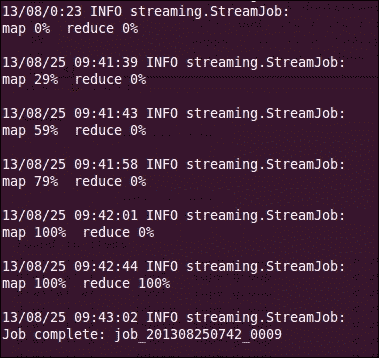 13/08/0:23 INFO streaming.StreamJob:
map 0%  reduce 0%
13/08/25 09:41:39 INFO streaming.StreamJob:
map 29%  reduce 0%
13/08/25 09:41:43 INFO streaming.StreamJob:
map 59%  reduce 0%
13/08/25 09:41:58 INFO streaming.StreamJob:
map 79%  reduce 0%
13/08/25 09:42:01 INFO streaming.StreamJob:
map 100%  reduce 0%
13/08/25 09:42:44 INFO streaming.StreamJob:
map 100%  reduce 100%
13/08/25 09:43:02 INFO streaming.StreamJob:
Job complete: job_201308250742_0009